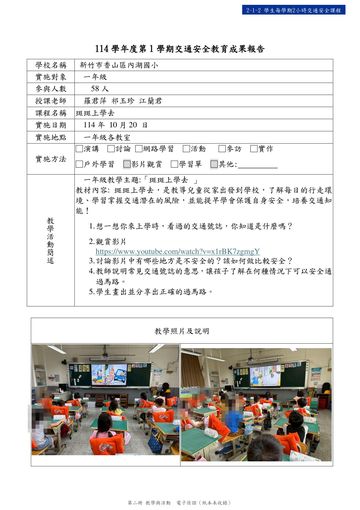 2-1-2 學生每學期2小時交通安全課程
114 學年度第 1 學期交通安全教育成果報告
學校名稱 新竹市香山區內湖國小
實施對象 一年級
參與人數 58 人
授課老師 羅君萍 祁玉珍 江蘭君
課程名稱 斑斑上學去
實施日期 114 年 10 月 20 日
實施地點 一年級各教室
實施方法
□演講 □討論 □網路學習 □活動 □參訪 □實作
□戶外學習 ■影片觀賞 □學習單 ■其他:
教學活動簡述
一年級教學主題:「斑斑上學去 」
教材內容: 斑斑上學去，是教導兒童從家出發到學校，了解每日的行走環
境、學習掌握交通潛在的風險，並能提早學會保護自身安全，培養交通知
能！
1.想一想你來上學時，看過的交通號誌，你知道是什麼嗎？
2.觀賞影片
https://www.youtube.com/watch?v=x1rBK7zgmgY
3.討論影片中有哪些地方是不安全的？該如何做比較安全？
4.教師說明常見交通號誌的意思，讓孩子了解在何種情況下可以安全通
過馬路。
5.學生畫出並分享出正確的過馬路。
教學照片及說明
第二冊 教學與活動 電子佐證（紙本未收錄）